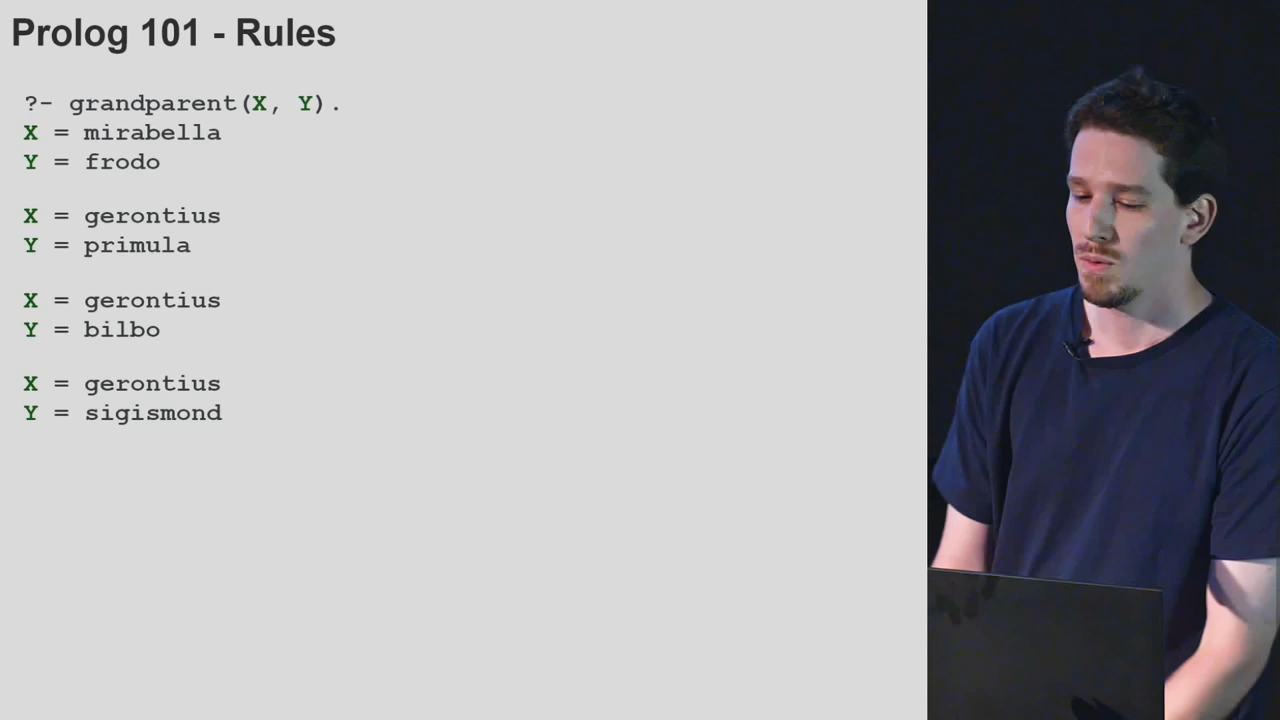 Prolog 101 - Rules
?- grandparent(X, Y).
X = mirabella
Y = frodo
X = gerontius
Y = primula
X = gerontius
Y = bilbo
X = gerontius
Y = sigismond